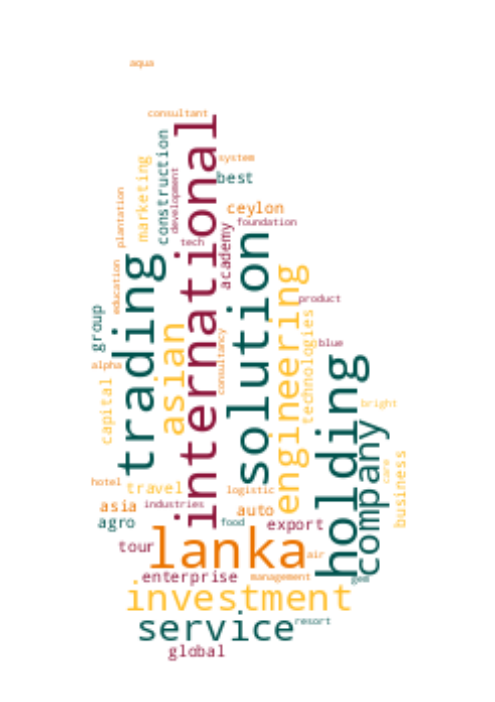 aqua
consultant
international
construction
system
marketing
development
best
plantation
ceylon
foundation
academy
tech
solution
trading
education
engineering
product
group
technologies
asian
consultancy
blue
holding
alpha
capital
bright
company
business
care
hotel
travel
logistic
asia
industries
auto
agro
food
export
lanka
tour
air
enterprise
management
gem
investment
service
resort
global